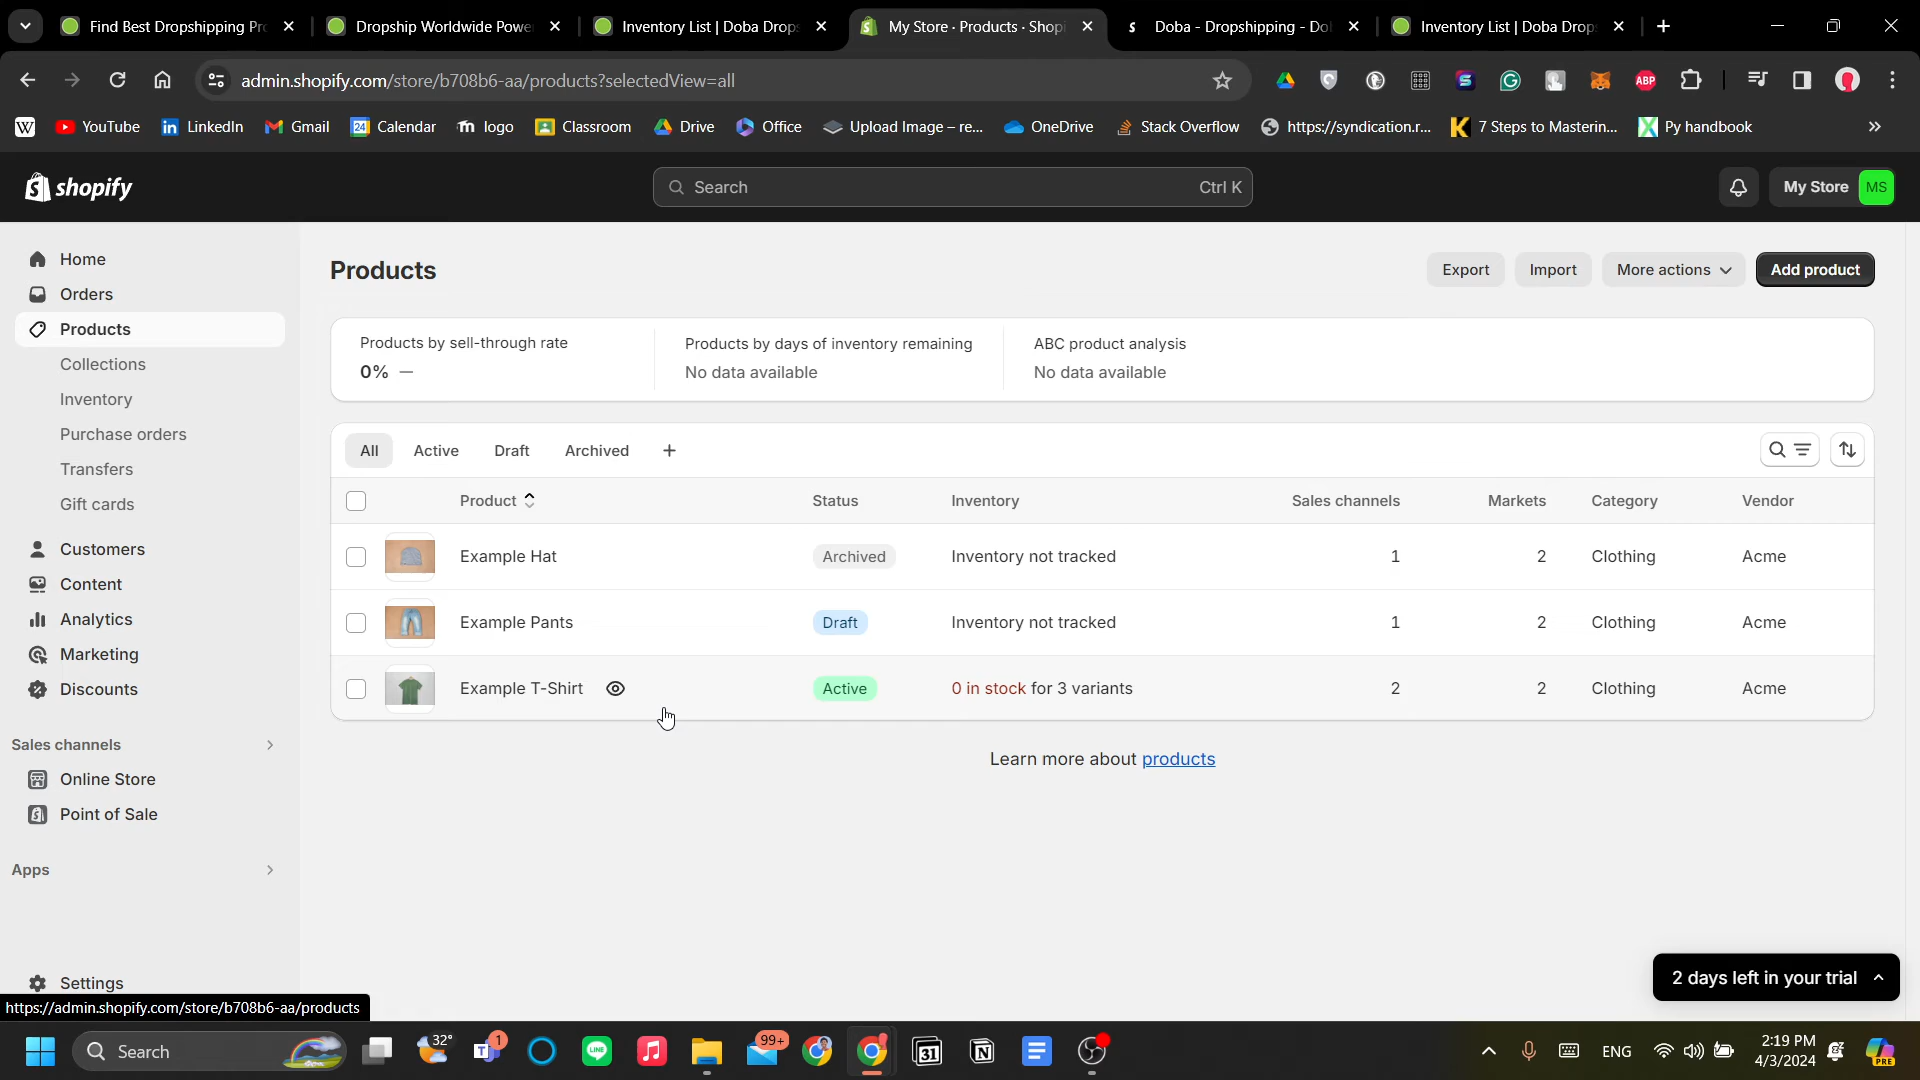 Find Best Dropshipping Pr
Dropship Worldwide Powe
Inventory List | Doba Drops
My Store · Products · Shopi
Doba - Dropshipping - Do
Inventory List | Doba Drop
admin.shopify.com/store/b708b6-aa/products?selectedView=all
YouTube
LinkedIn
Gmail
Calendar
logo
Classroom
Drive
Office
Upload Image – re...
OneDrive
Stack Overflow
https://syndication.r...
7 Steps to Masterin...
Py handbook
shopify
Search
Ctrl K
My Store
MS
Home
Orders
Products
Collections
Inventory
Purchase orders
Transfers
Gift cards
Customers
Content
Analytics
Marketing
Discounts
Sales channels
Online Store
Point of Sale
Apps
Settings
https://admin.shopify.com/store/b708b6-aa/products
Products
Export
Import
More actions
Add product
Products by sell-through rate
0% —
Products by days of inventory remaining
No data available
ABC product analysis
No data available
All
Active
Draft
Archived
+
Product
Status
Inventory
Sales channels
Markets
Category
Vendor
Example Hat
Archived
Inventory not tracked
1
2
Clothing
Acme
Example Pants
Draft
Inventory not tracked
1
2
Clothing
Acme
Example T-Shirt
Active
0 in stock for 3 variants
2
2
Clothing
Acme
Learn more about products
2 days left in your trial
Search
32°
1
99+
31
ENG
2:19 PM
4/3/2024
PRE